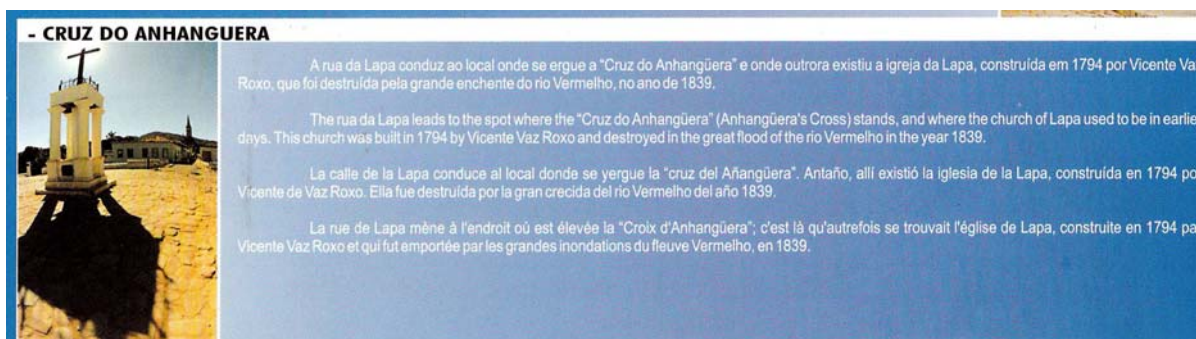 - CRUZ DO ANHANGUERA
A rua da Lapa conduz ao local onde se ergue a "Cruz do Anhangüera" e onde outrora existiu a igreja da Lapa, construída em 1794 por Vicente Va
Roxo, que foi destruída pela grande enchente do rio Vermelho, no ano de 1839.
The rua da Lapa leads to the spot where the "Cruz do Anhangüera" (Anhangüera's Cross) stands, and where the church of Lapa used to be in earlie
days. This church was built in 1794 by Vicente Vaz Roxo and destroyed in the great flood of the rio Vermelho in the year 1839.
La calle de la Lapa conduce al local donde se yergue la "cruz del Añangüera". Antaño, allí existió la iglesia de la Lapa, construída en 1794 po
Vicente de Vaz Roxo. Ella fue destruída por la gran crecida del rio Vermelho del año 1839.
La rue de Lapa mène à l'endroit où est élevée la "Croix d'Anhangüera"; c'est là qu'autrefois se trouvait l'église de Lapa, construite en 1794 pa
Vicente Vaz Roxo et qui fut emportée par les grandes inondations du fleuve Vermelho, en 1839.